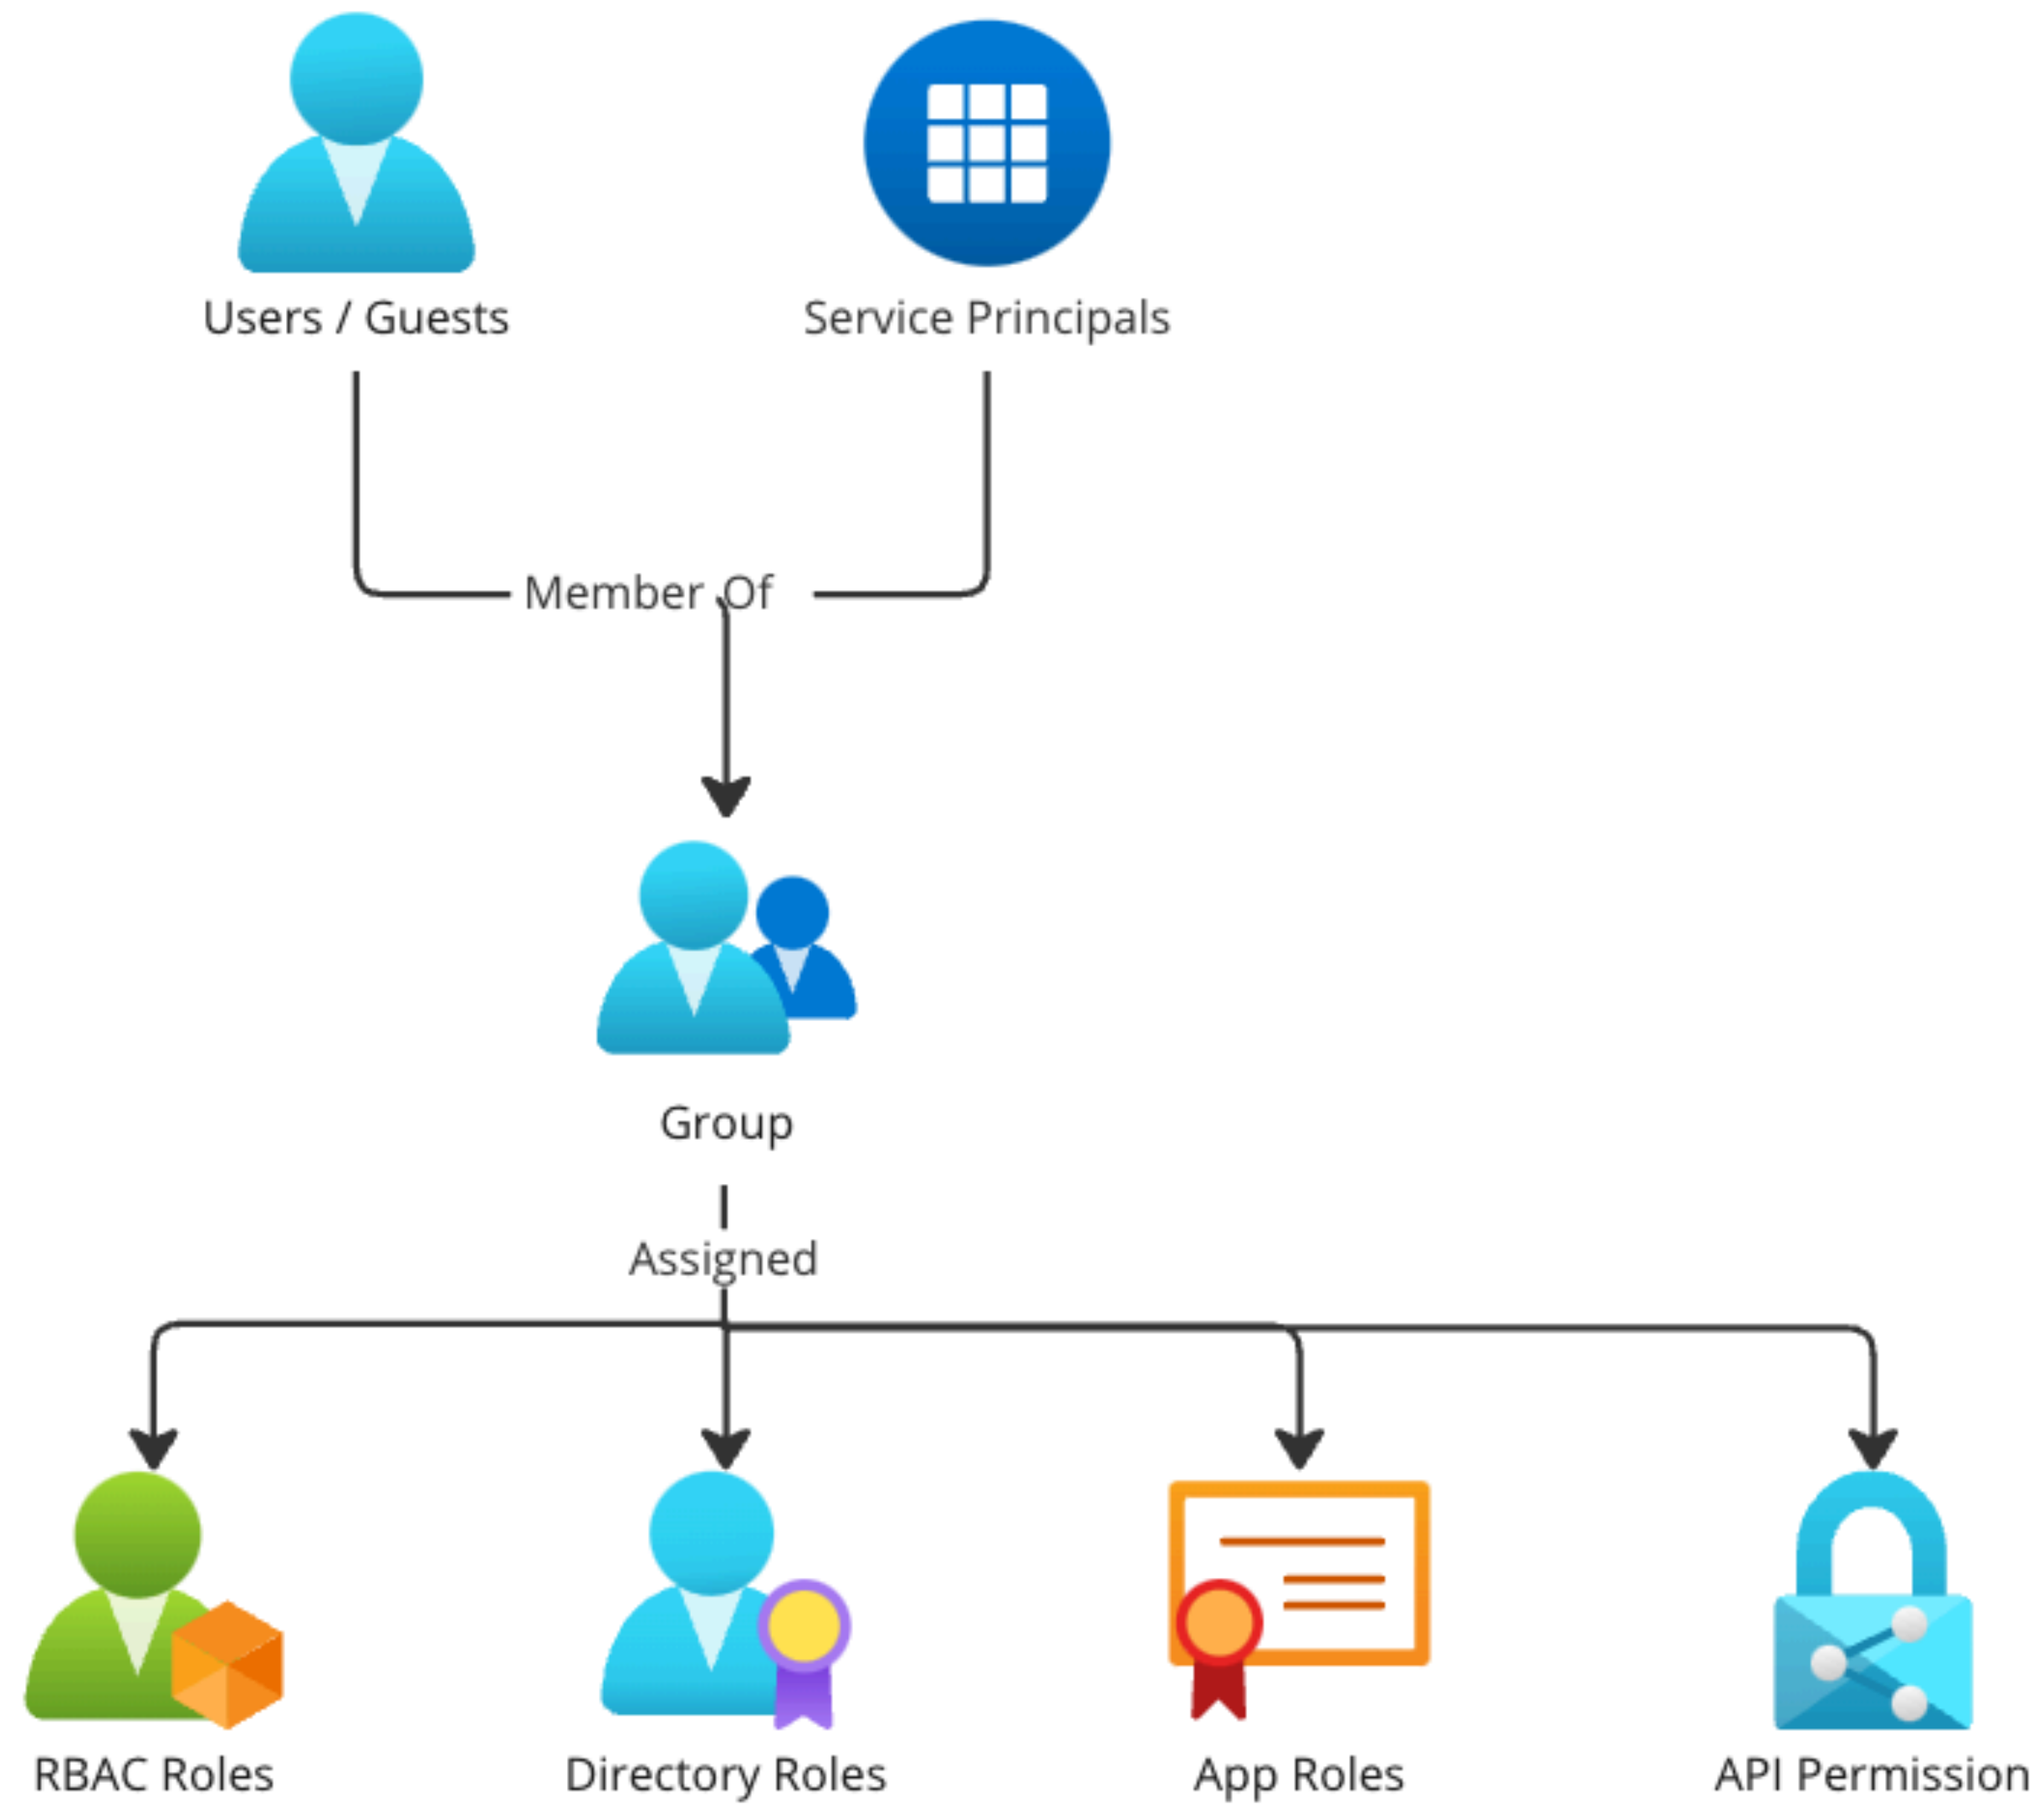 Users / Guests
Service Principals
Member Of
Group
Assigned
RBAC Roles
Directory Roles
App Roles
API Permission